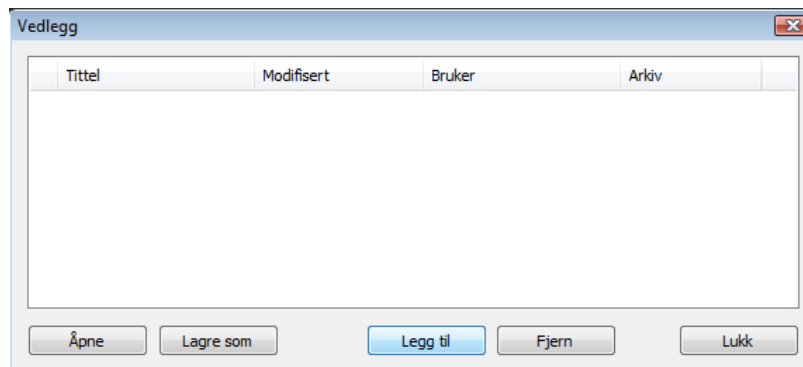 Vedlegg
Tittel Modifisert Bruker Arkiv
Åpne Lagre som Legg til Fjern Lukk